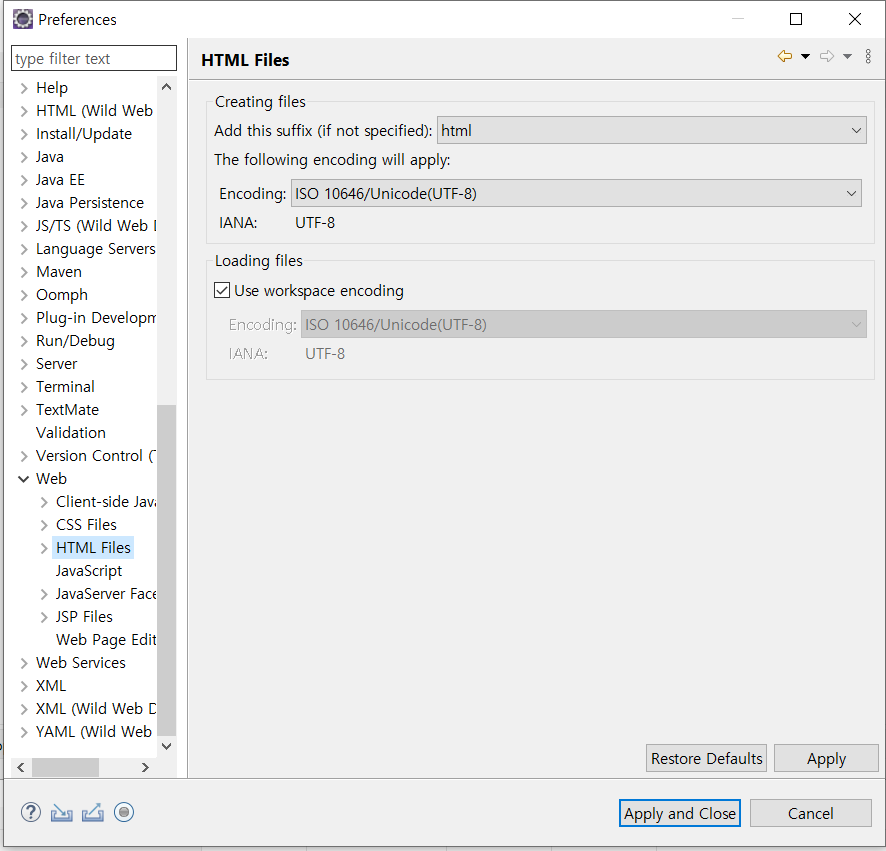 Preferences
type filter text
Help
HTML (Wild Web
Install/Update
Java
Java EE
Java Persistence
JS/TS (Wild Web
Language Servers
Maven
Oomph
Plug-in Developm
Run/Debug
Server
Terminal
TextMate
Validation
Version Control (
Web
Client-side Java
CSS Files
HTML Files
JavaScript
JavaServer Face
JSP Files
Web Page Edit
Web Services
XML
XML (Wild Web D
YAML (Wild Web
HTML Files
Creating files
Add this suffix (if not specified): html
The following encoding will apply:
Encoding: ISO 10646/Unicode(UTF-8)
IANA: UTF-8
Loading files
Use workspace encoding
Encoding: ISO 10646/Unicode(UTF-8)
IANA: UTF-8
Restore Defaults Apply
Apply and Close Cancel